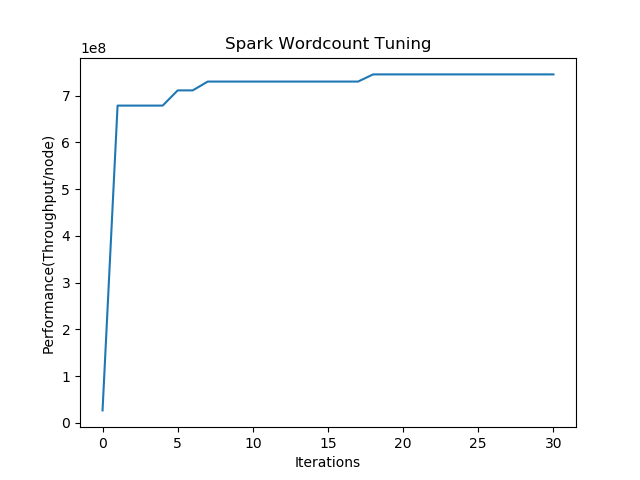 Spark Wordcount Tuning
1e8
7
6
5
4
3
2
1
0
Performance(Throughput/node)
0 5 10 15 20 25 30
Iterations